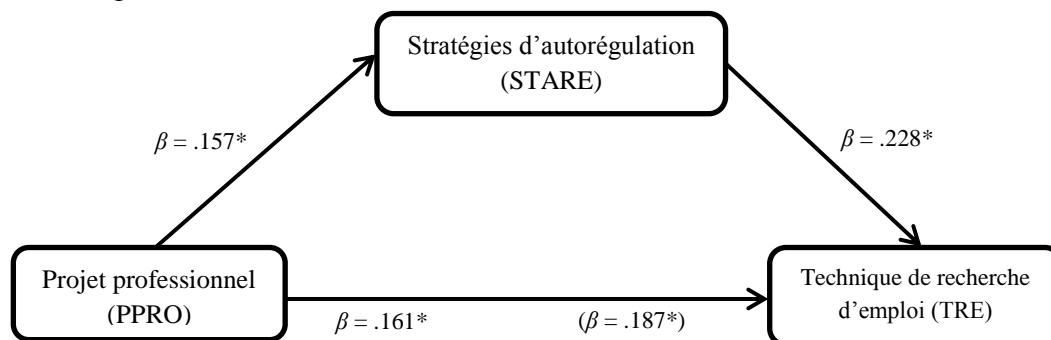 Stratégies d’autorégulation
(STARE)
β = .157*
β = .228*
Projet professionnel
(PPRO)
Technique de recherche
d’emploi (TRE)
β = .161*
(β = .187*)